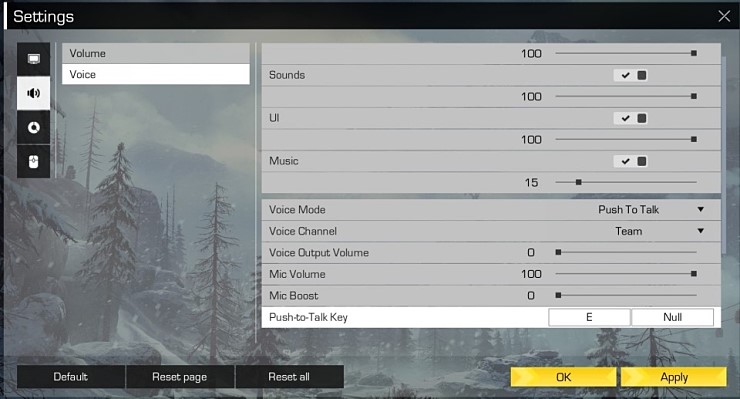 Settings
Volume
Voice
100
Sounds
100
UI
100
Music
15
Voice Mode Push To Talk
Voice Channel Team
Voice Output Volume 0
Mic Volume 100
Mic Boost 0
Push-to-Talk Key E Null
Default Reset page Reset all OK Apply